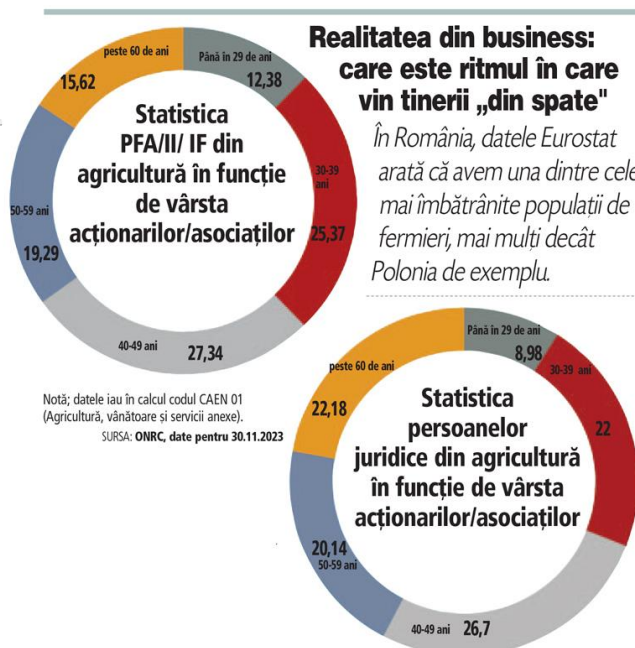 Realitatea din business:
care este ritmul în care
vin tinerii „din spate"
În România, datele Eurostat
arată că avem una dintre cele
mai îmbătrânite populații de
fermieri, mai mulți decât
Polonia de exemplu.
Statistica
PFA/II/ IF din
agricultură în funcție
de vârsta
acționarilor/asociaților
Până în 29 de ani
12,38
30-39
ani
25,37
40-49 ani 27,34
50-59 ani
19,29
peste 60 de ani
15,62
Notă; datele iau în calcul codul CAEN 01
(Agricultură, vânătoare și servicii anexe).
SURSA: ONRC, date pentru 30.11.2023
Statistica
persoanelor
juridice din agricultură
în funcție de vârsta
acționarilor/asociaților
Până în 29 de ani
8,98
30-39 ani
22
40-49 ani 26,7
20,14
50-59 ani
peste 60 de ani
22,18